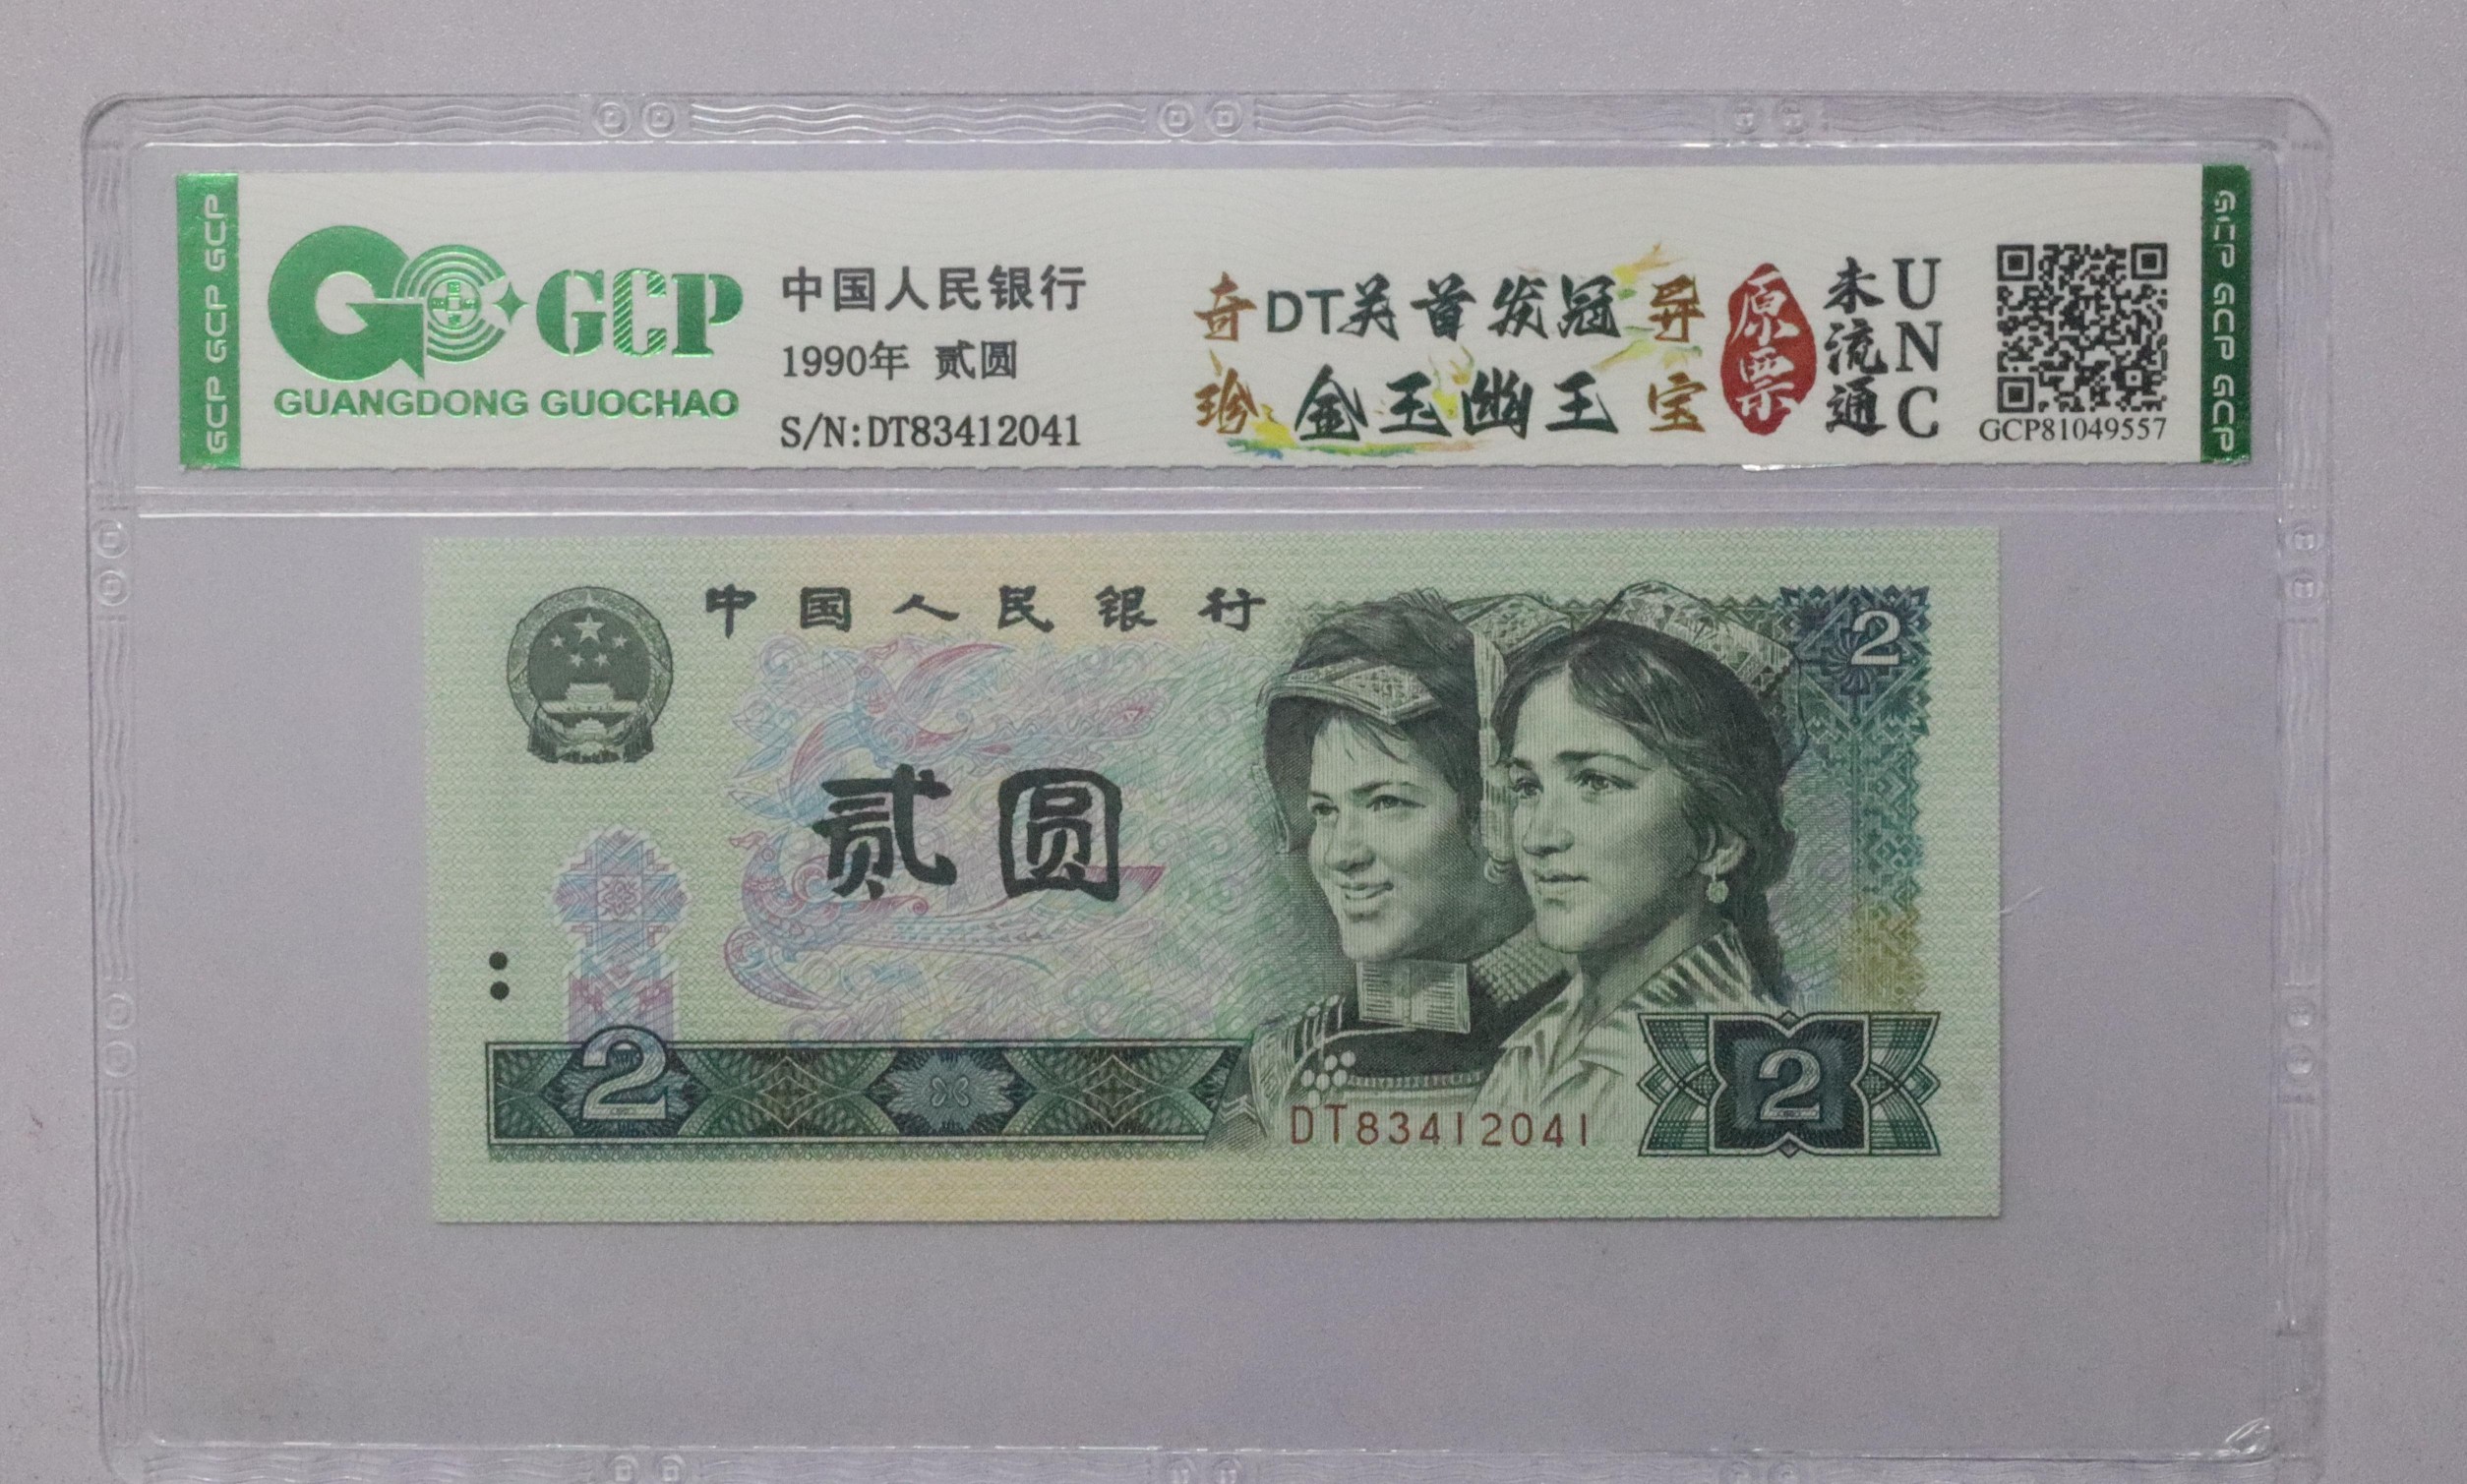 GCP GCP GCP
GCP
GUANGDONG GUOCHAO
中国人民银行
1990年 贰圆
S/N:DT83412041
奇 DT关首发冠 异
珍 金玉幽王 宝
原票
未流通
UNC
GCP81049557
GCP GCP GCP
中国人民银行
2
贰圆
2
DT83412041
2